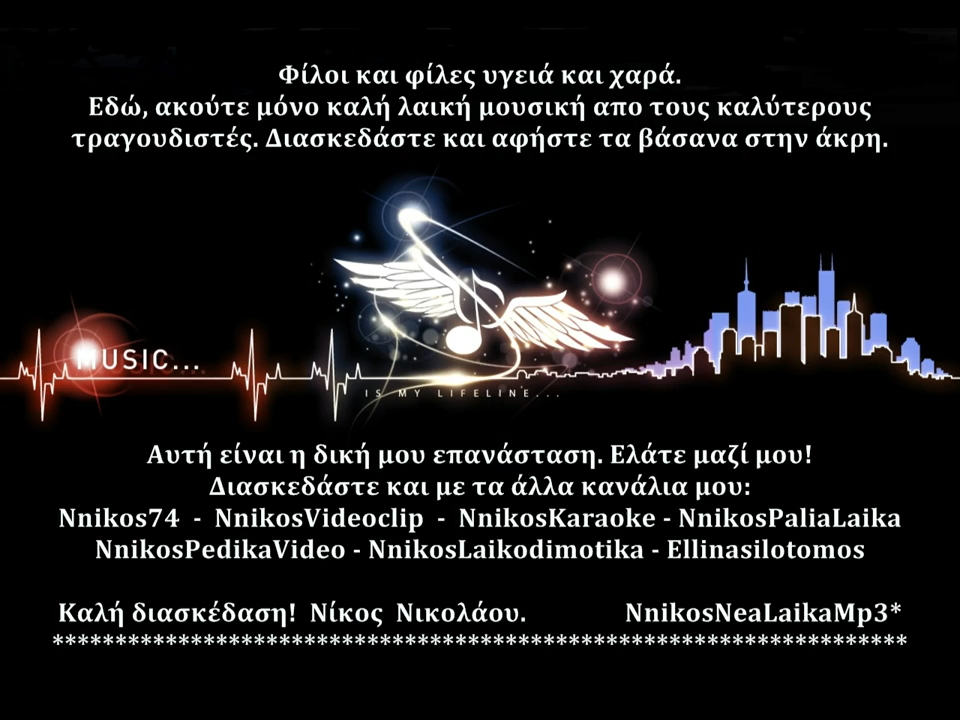 Φίλοι και φίλες υγειά και χαρά.
Εδώ, ακούτε μόνο καλή λαική μουσική απο τους καλύτερους
τραγουδιστές. Διασκεδάστε και αφήστε τα βάσανα στην άκρη.
MUSIC...
IS MY LIFELINE...
Αυτή είναι η δική μου επανάσταση. Ελάτε μαζί μου!
Διασκεδάστε και με τα άλλα κανάλια μου:
Nnikos74 - NnikosVideoclip - NnikosKaraoke - NnikosPaliaLaika
NnikosPedikaVideo - NnikosLaikodimotika - Ellinasilotomos
Καλή διασκέδαση! Νίκος Νικολάου. NnikosNeaLaikaMp3*
********************************************************************